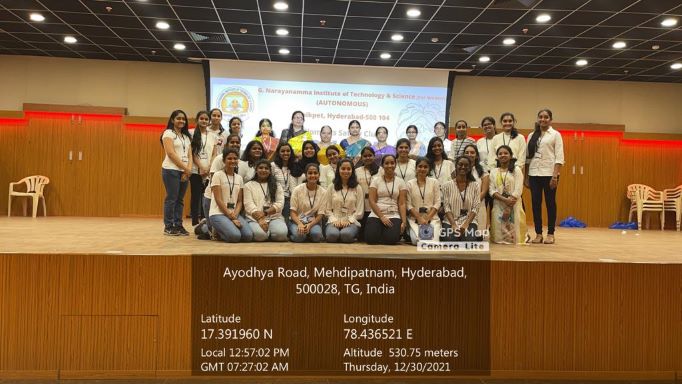 G. Narayanamma Institute of Technology & Science (For Women)
(AUTONOMOUS)
Hyderabad-500 104
GPS Map
Camera Lite
Ayodhya Road, Mehdipatnam, Hyderabad,
500028, TG, India
Latitude Longitude
17.391960 N 78.436521 E
Local 12:57:02 PM Altitude 530.75 meters
GMT 07:27:02 AM Thursday, 12/30/2021